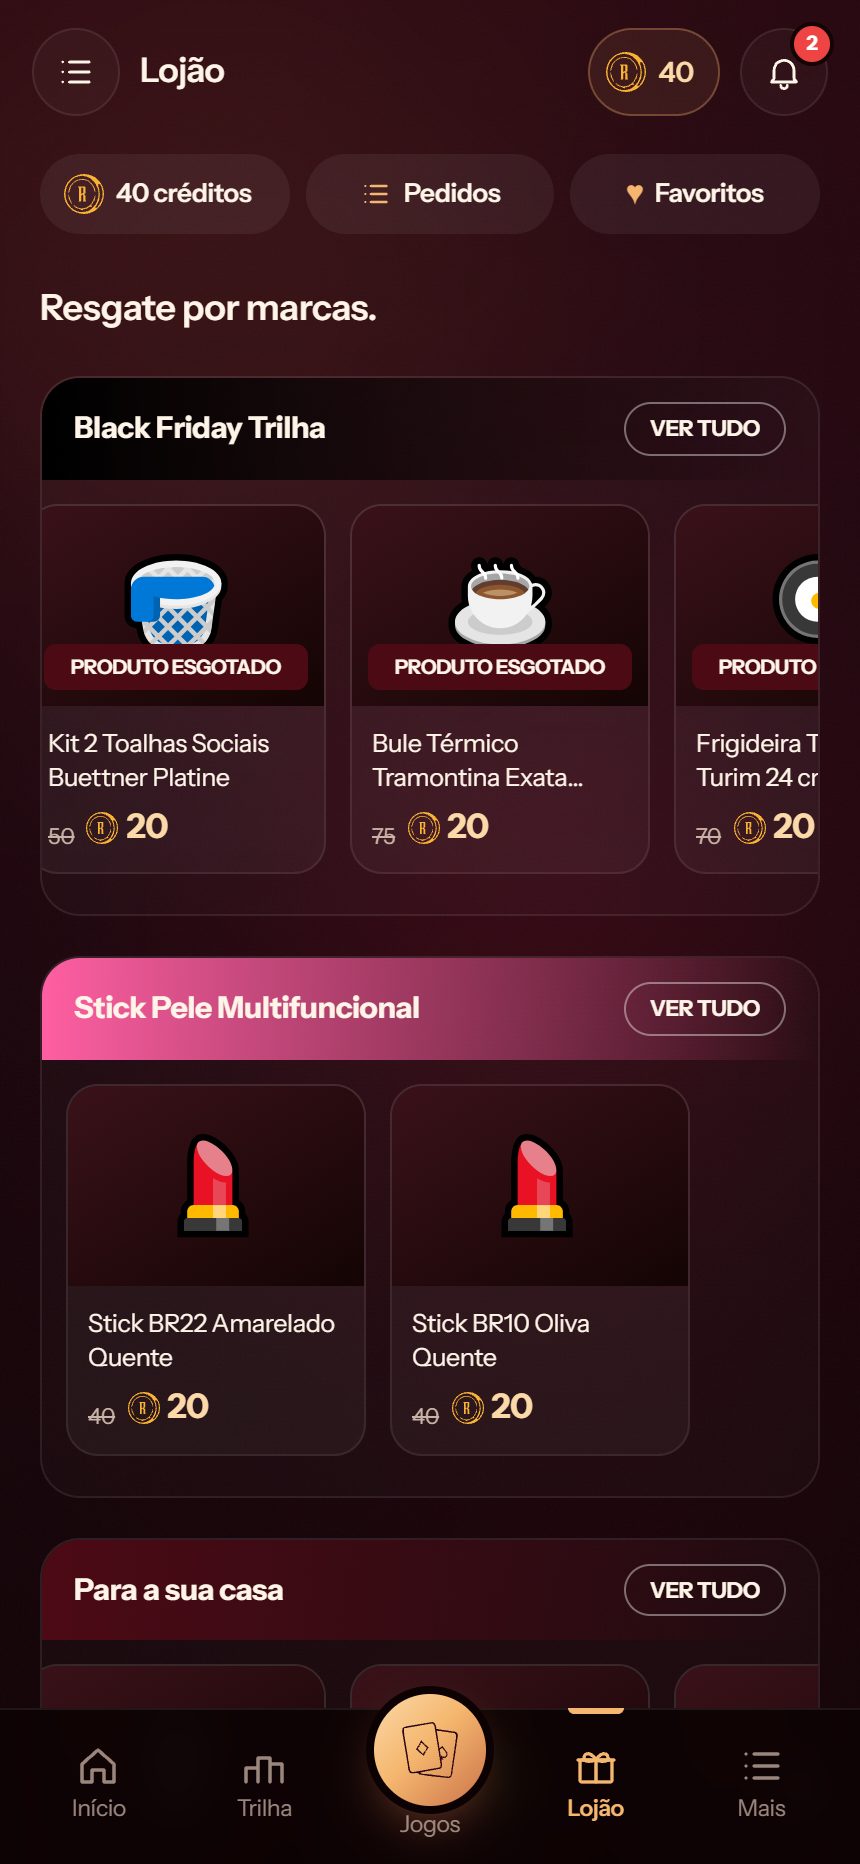 Lojão
40
2
40 créditos
Pedidos
Favoritos
Resgate por marcas.
Black Friday Trilha
VER TUDO
PRODUTO ESGOTADO
PRODUTO ESGOTADO
PRODUTO
Kit 2 Toalhas Sociais
Buettner Platine
50 20
Bule Térmico
Tramontina Exata...
75 20
Frigideira T
Turim 24 cr
70 20
Stick Pele Multifuncional
VER TUDO
Stick BR22 Amarelado
Quente
40 20
Stick BR10 Oliva
Quente
40 20
Para a sua casa
VER TUDO
Início
Trilha
Jogos
Lojão
Mais